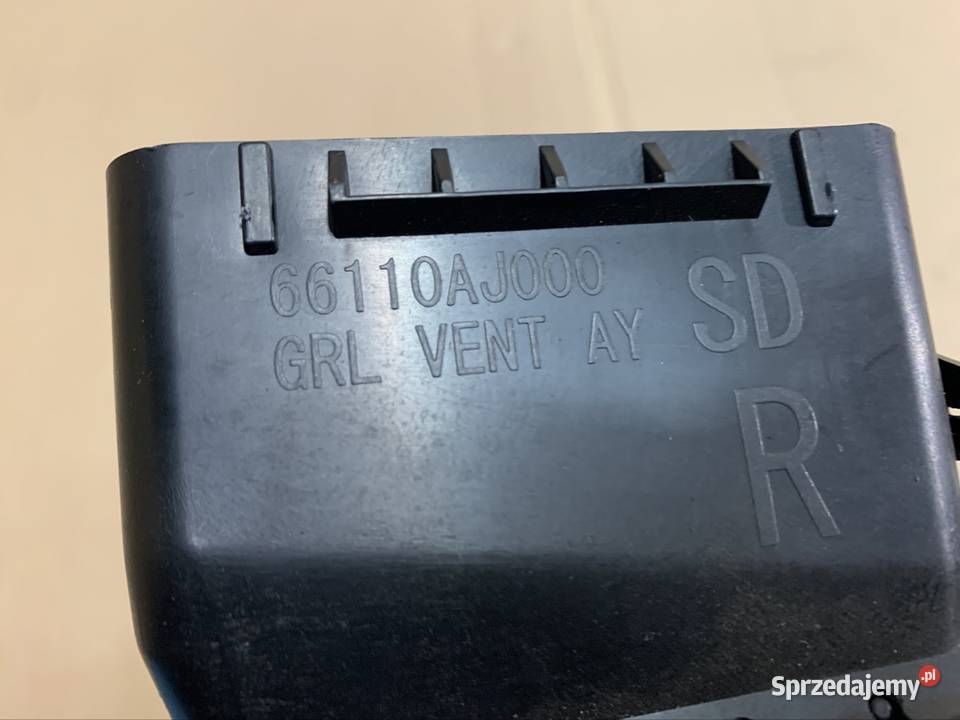 66110AJ000
GRL VENT AY
SD
R
Sprzedajemy.pl